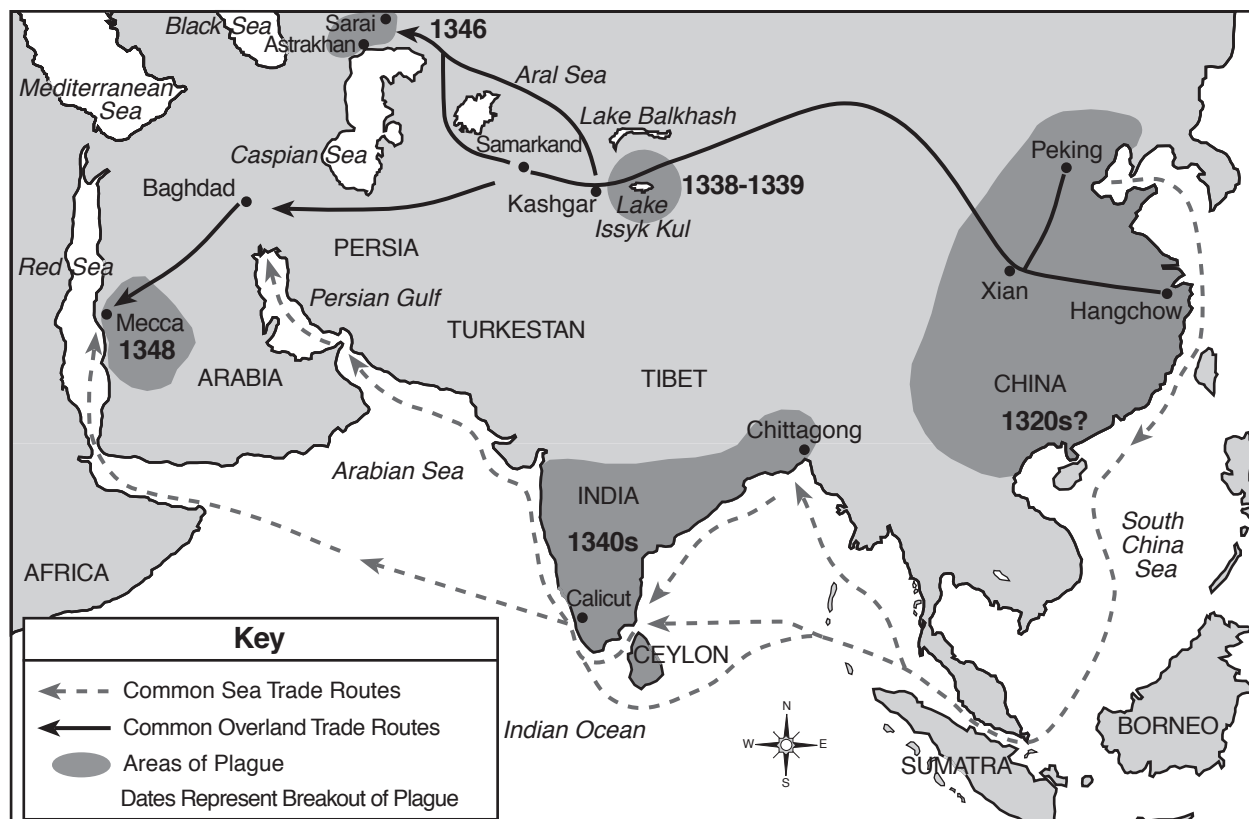 Black Sea
Sarai
1346
Astrakhan
Mediterranean
Sea
Aral Sea
Lake Balkhash
Caspian Sea
Samarkand
Peking
Baghdad
Kashgar
1338-1339
Lake
Issyk Kul
PERSIA
Red Sea
Xian
Persian Gulf
Hangchow
Mecca
1348
TURKESTAN
ARABIA
TIBET
CHINA
1320s?
Chittagong
Arabian Sea
INDIA
1340s
South
China
Sea
AFRICA
Calicut
CEYLON
Key
Common Sea Trade Routes
Common Overland Trade Routes
Areas of Plague
Dates Represent Breakout of Plague
Indian Ocean
N
W
E
S
BORNEO
SUMATRA